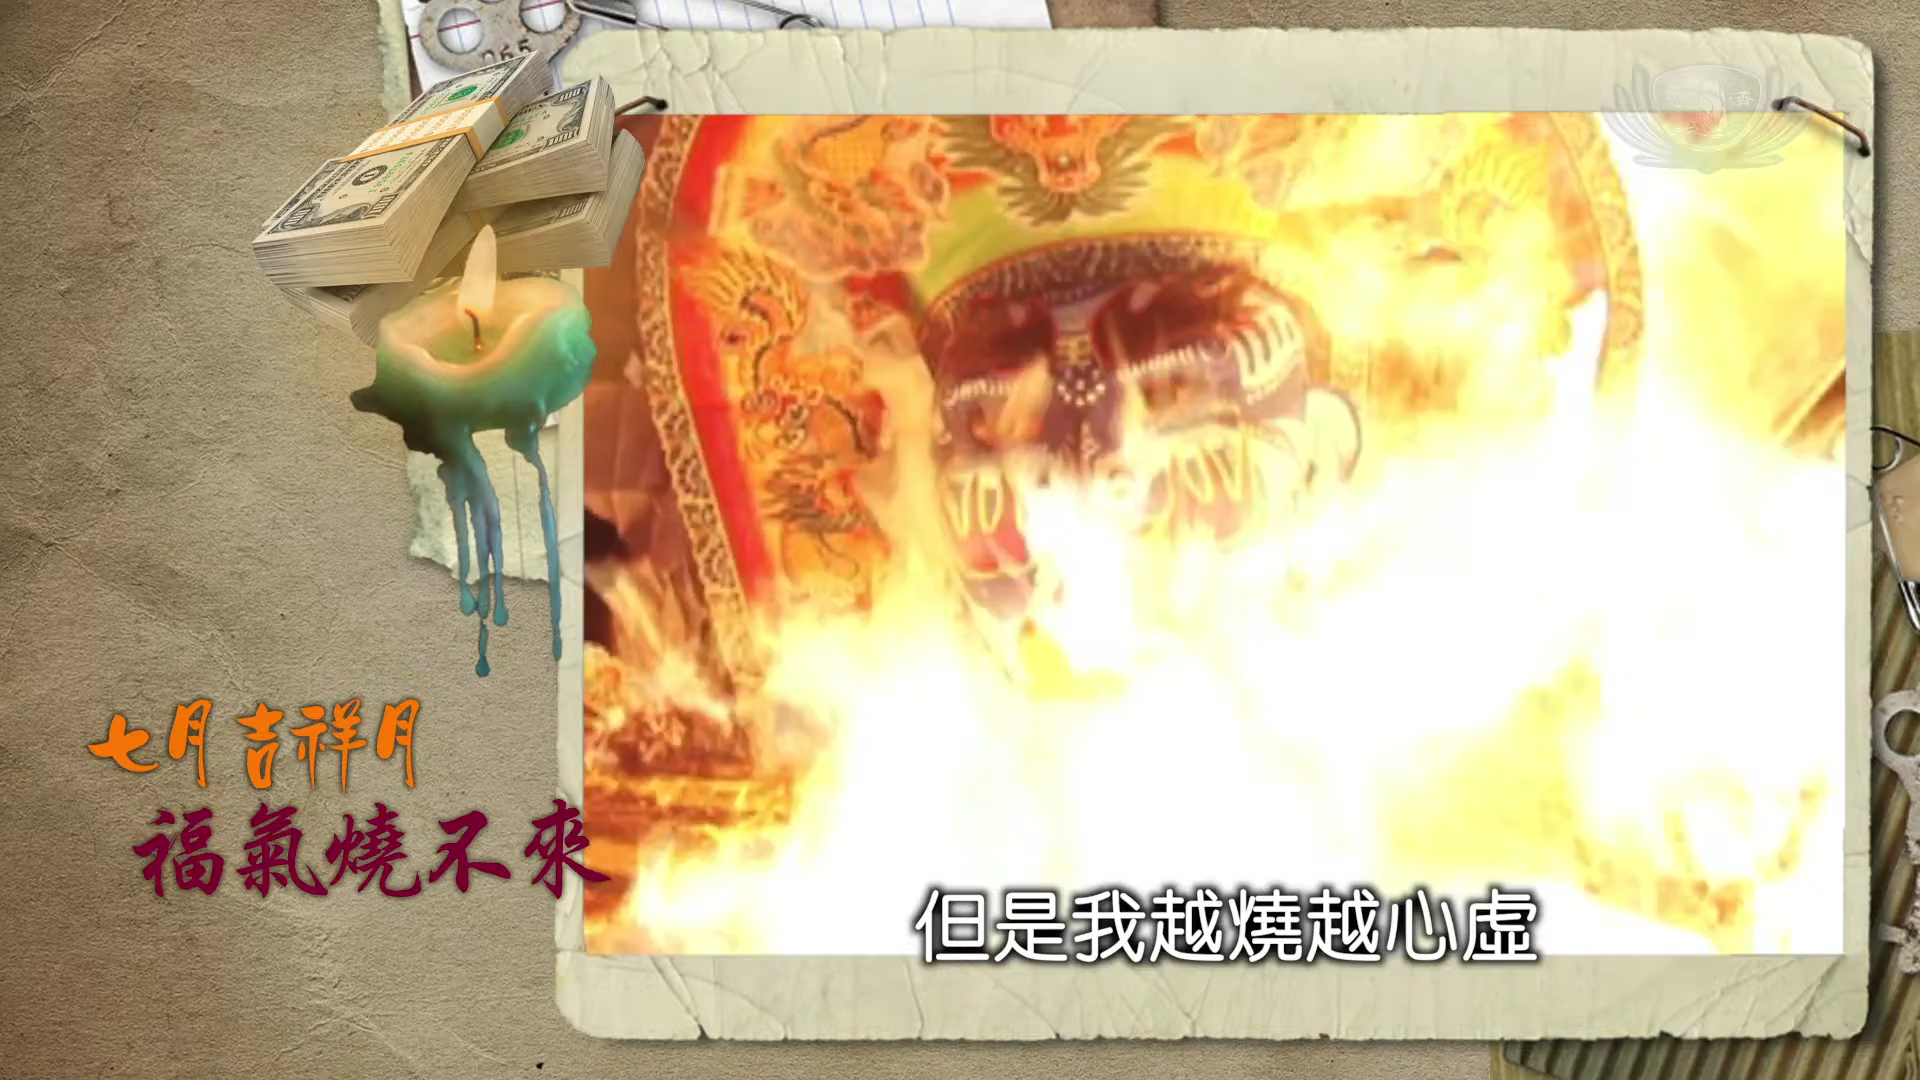 七月吉祥月
福氣燒不來
但是我越燒越心虛